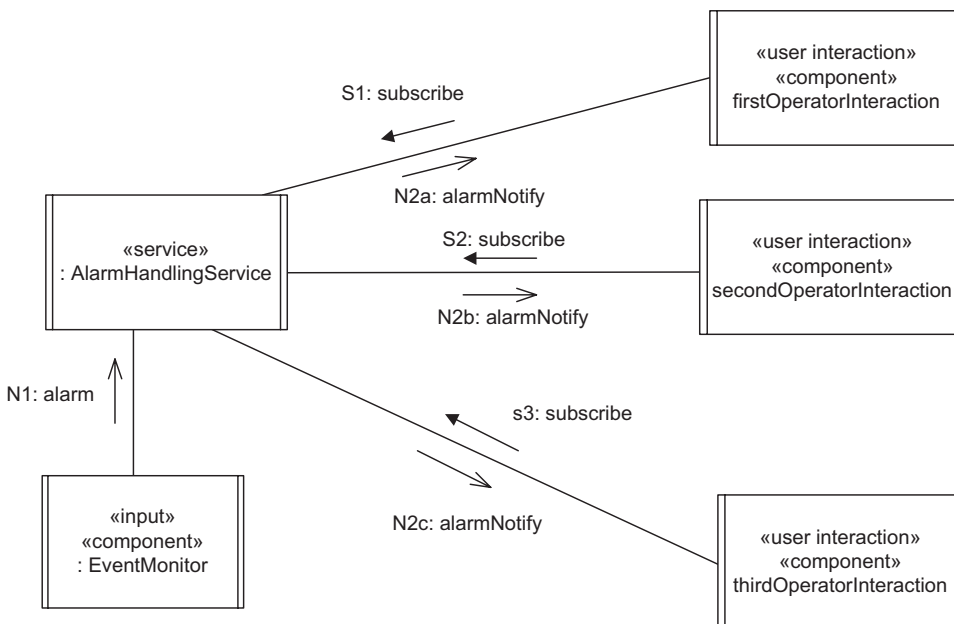 «user interaction»
«component»
firstOperatorInteraction
S1: subscribe
N2a: alarmNotify
«service»
: AlarmHandlingService
S2: subscribe
N2b: alarmNotify
«user interaction»
«component»
secondOperatorInteraction
N1: alarm
s3: subscribe
N2c: alarmNotify
«input»
«component»
: EventMonitor
«user interaction»
«component»
thirdOperatorInteraction